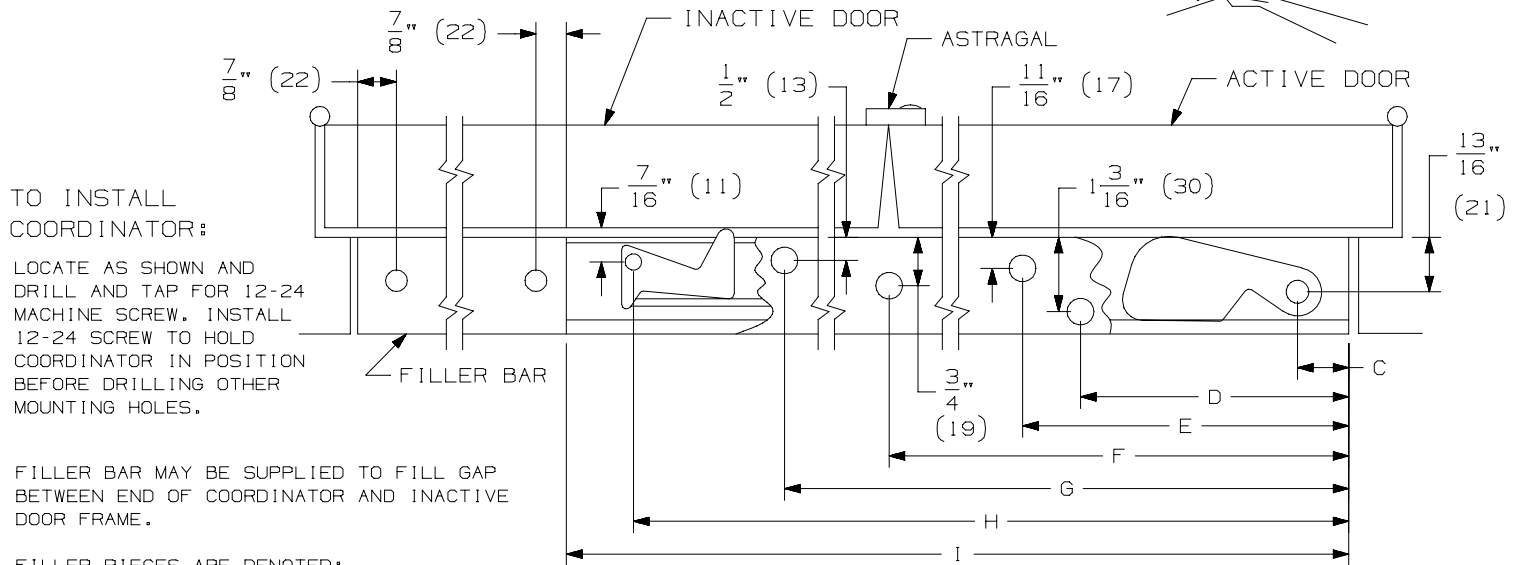 7/8" (22)
INACTIVE DOOR
ASTRAGAL
7/8" (22)
1/2" (13)
11/16" (17)
ACTIVE DOOR
13/16"
(21)
7/16" (11)
1 3/16" (30)
TO INSTALL
COORDINATOR:
LOCATE AS SHOWN AND
DRILL AND TAP FOR 12-24
MACHINE SCREW. INSTALL
12-24 SCREW TO HOLD
COORDINATOR IN POSITION
BEFORE DRILLING OTHER
MOUNTING HOLES.
FILLER BAR
3/4"
(19)
C
D
E
F
G
H
I
FILLER BAR MAY BE SUPPLIED TO FILL GAP
BETWEEN END OF COORDINATOR AND INACTIVE
DOOR FRAME.
FILLER PIECES ARE DENOTED: